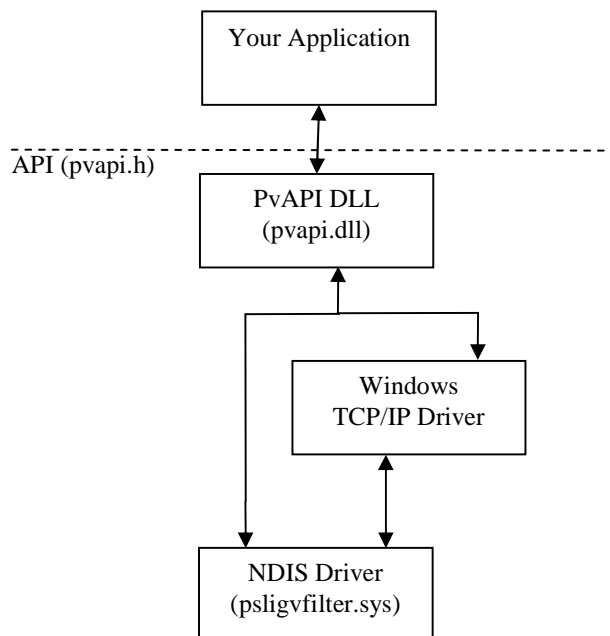 Your Application
API (pvapi.h)
PvAPI DLL
(pvapi.dll)
Windows
TCP/IP Driver
NDIS Driver
(psligvfilter.sys)